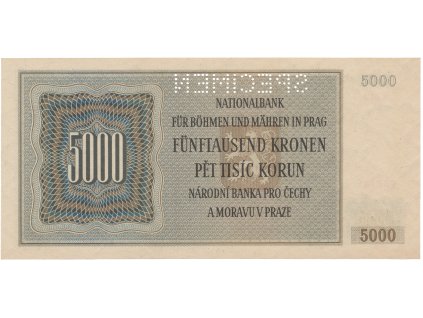 SPECIMEN
5000
NATIONALBANK
FÜR BÖHMEN UND MÄHREN IN PRAG
FÜNFTAUSEND KRONEN
PĚT TISÍC KORUN
NÁRODNÍ BANKA PRO ČECHY
A MORAVU V PRAZE
5000
5000